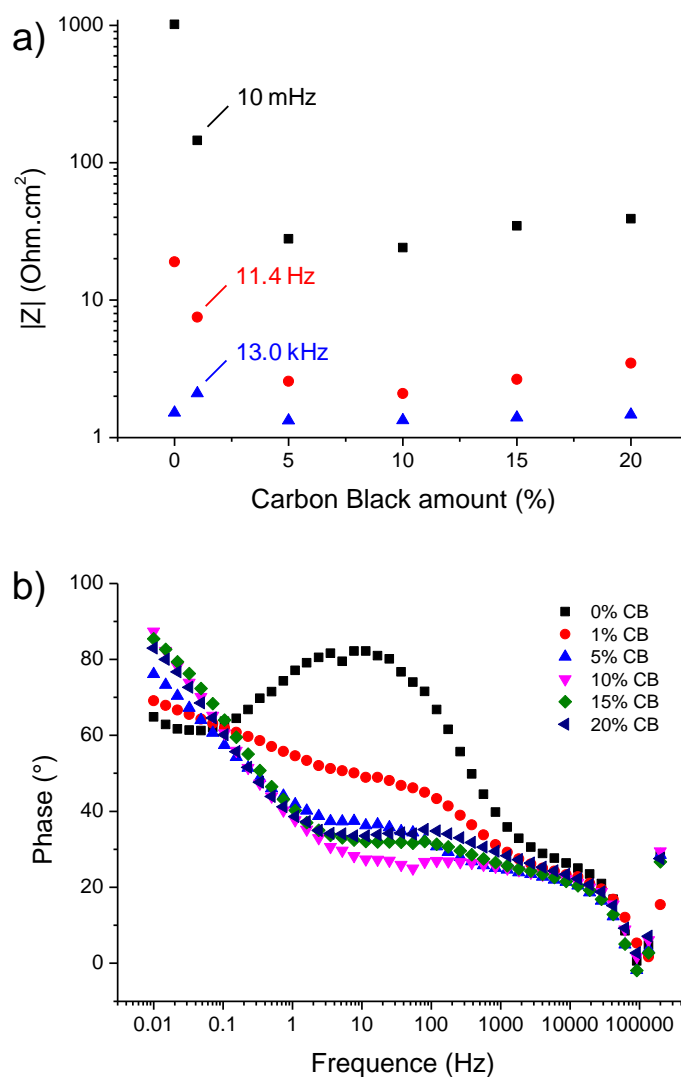 a)
1000
100
10
1
|Z| (Ohm.cm²)
10 mHz
11.4 Hz
13.0 kHz
0 5 10 15 20
Carbon Black amount (%)
b)
100
80
60
40
20
0
Phase (°)
0% CB
1% CB
5% CB
10% CB
15% CB
20% CB
0.01 0.1 1 10 100 1000 10000 100000
Frequence (Hz)